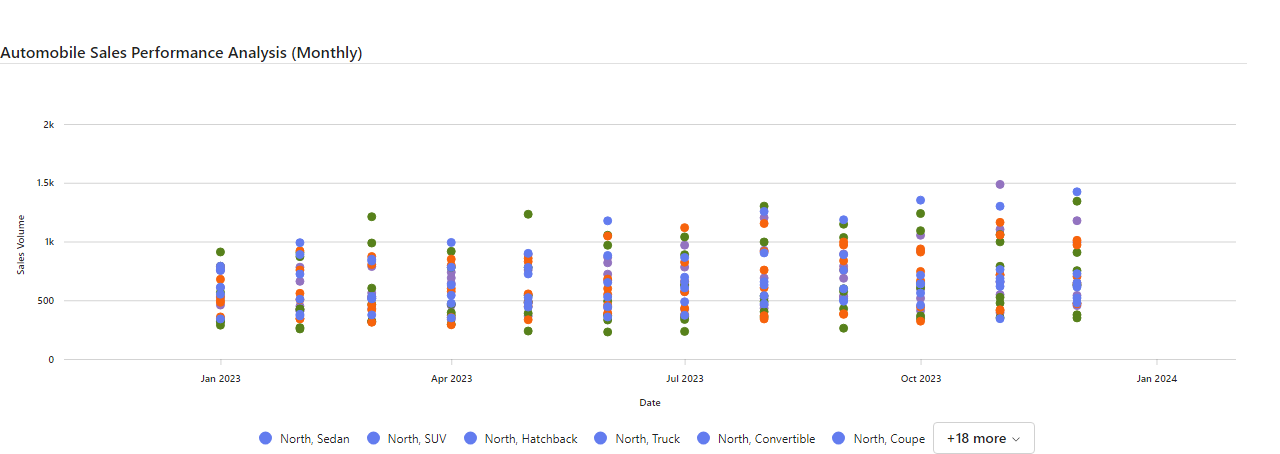 Automobile Sales Performance Analysis (Monthly)
2k
1.5k
1k
500
0
Sales Volume
Jan 2023 Apr 2023 Jul 2023 Oct 2023 Jan 2024
Date
North, Sedan North, SUV North, Hatchback North, Truck North, Convertible North, Coupe +18 more